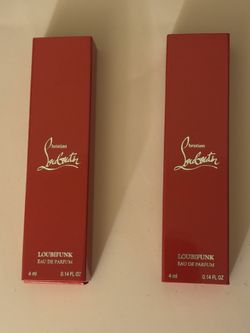 Christian
Louboutin
LOUBIFUNK
EAU DE PARFUM
4 ml 0.14 FL OZ
Christian
Louboutin
LOUBIFUNK
EAU DE PARFUM
4 ml 0.14 FL OZ